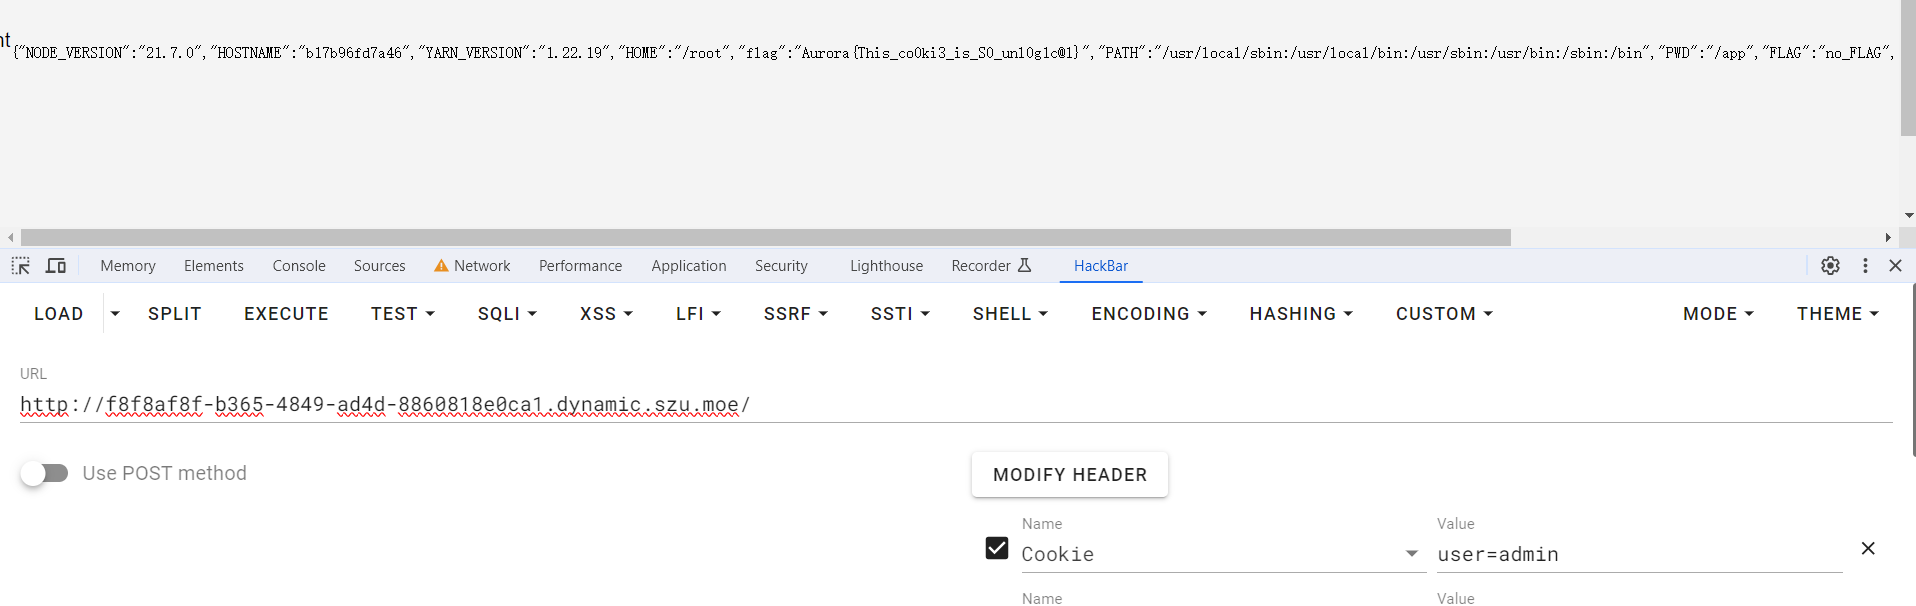 nt
{"NODE_VERSION":"21.7.0","HOSTNAME":"b17b96fd7a46","YARN_VERSION":"1.22.19","HOME":"/root","flag":"Aurora{This_co0ki3_is_S0_un10g1c@1}","PATH":"/usr/local/sbin:/usr/local/bin:/usr/sbin:/usr/bin:/sbin:/bin","PWD":"/app","FLAG":"no_FLAG",
Memory Elements Console Sources Network Performance Application Security Lighthouse Recorder HackBar
LOAD SPLIT EXECUTE TEST SQLI XSS LFI SSRF SSTI SHELL ENCODING HASHING CUSTOM MODE THEME
URL
http://f8f8af8f-b365-4849-ad4d-8860818e0ca1.dynamic.szu.moe/
Use POST method
MODIFY HEADER
Name Value
Cookie user=admin
Name Value